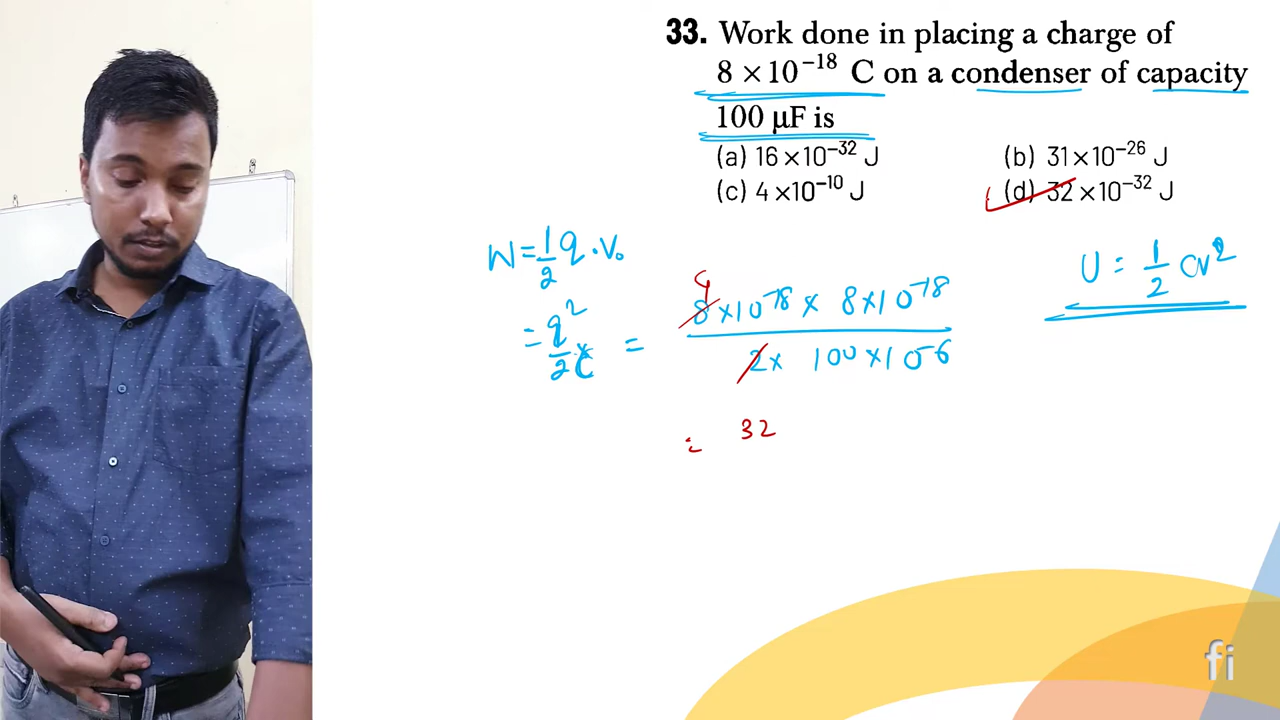 33. Work done in placing a charge of
8 × 10⁻¹⁸ C on a condenser of capacity
100 μF is
(a) 16 × 10⁻³² J (b) 31 × 10⁻²⁶ J
(c) 4 × 10⁻¹⁰ J (d) 32 × 10⁻³² J
W = 1/2 q · V₀
U = 1/2 CV²
= q²/2×C = 8 × 10⁻¹⁸ × 8 × 10⁻¹⁸ / 2 × 100 × 10⁻⁶
4
= 32
fi